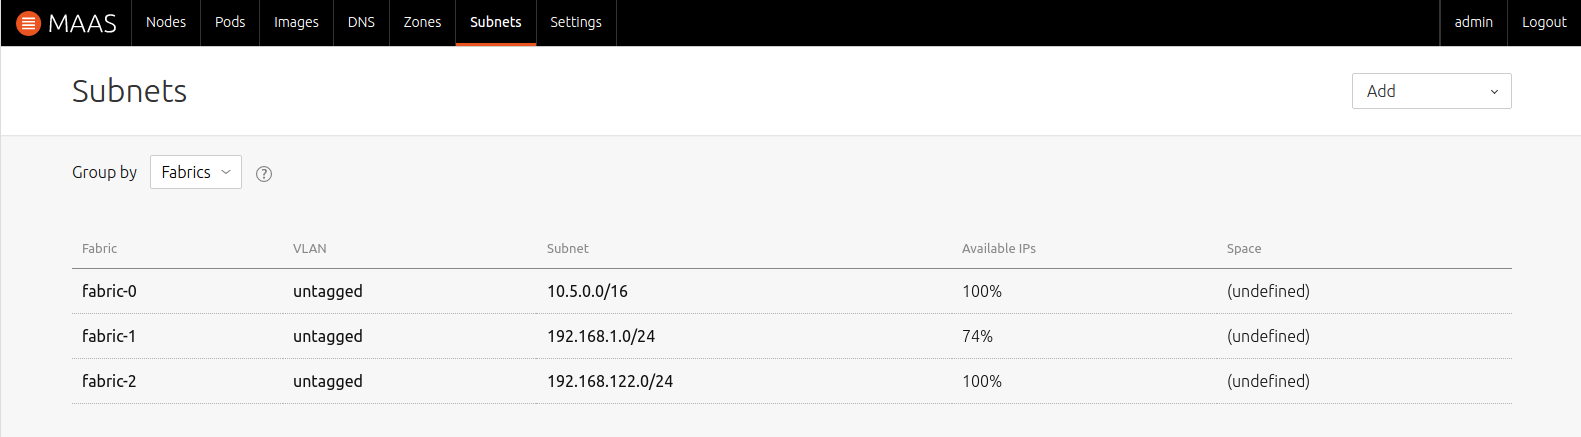 MAAS Nodes Pods Images DNS Zones Subnets Settings admin Logout
Subnets Add
Group by Fabrics ?
Fabric VLAN Subnet Available IPs Space
fabric-0 untagged 10.5.0.0/16 100% (undefined)
fabric-1 untagged 192.168.1.0/24 74% (undefined)
fabric-2 untagged 192.168.122.0/24 100% (undefined)